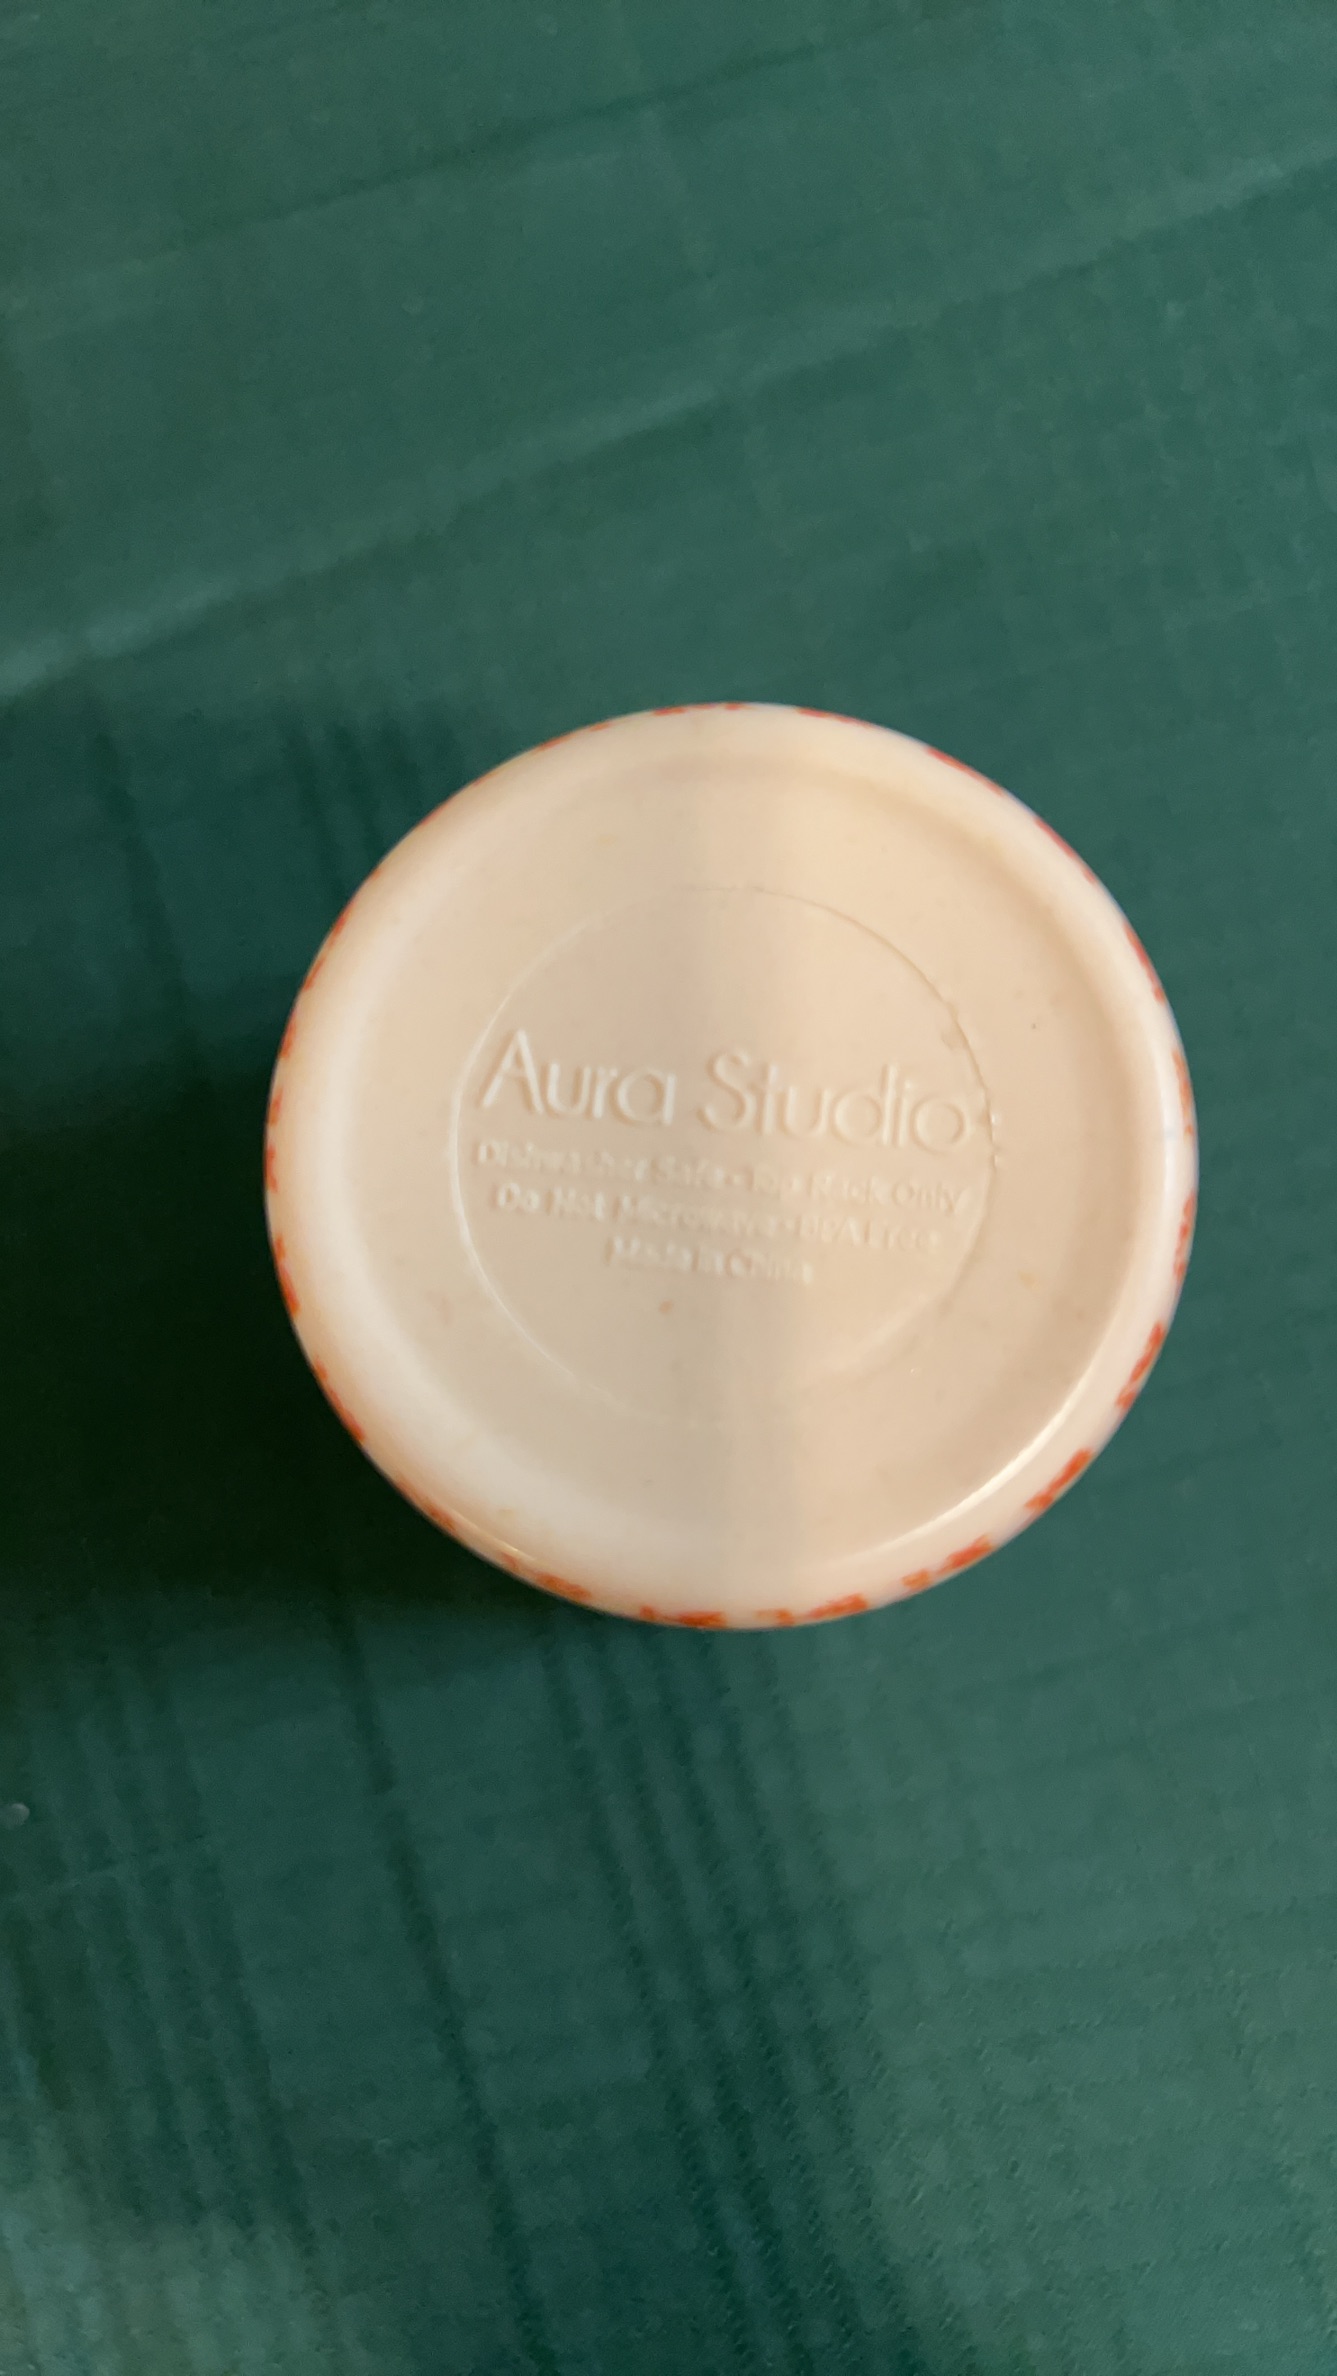 Aura Studio
Dishwasher Safe • Top Rack Only
Do Not Microwave • BPA Free
Made in China